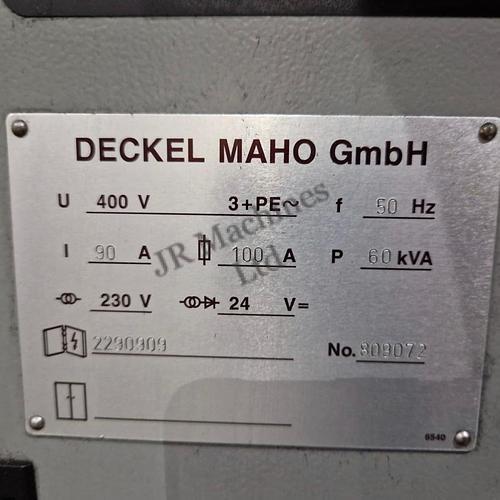 DECKEL MAHO GmbH
U 400 V 3+PE~ f 50 Hz
I 90 A 100 A P 60 kVA
230 V 24 V=
2290909 No. 809072
6540
JR Machines
Ltd